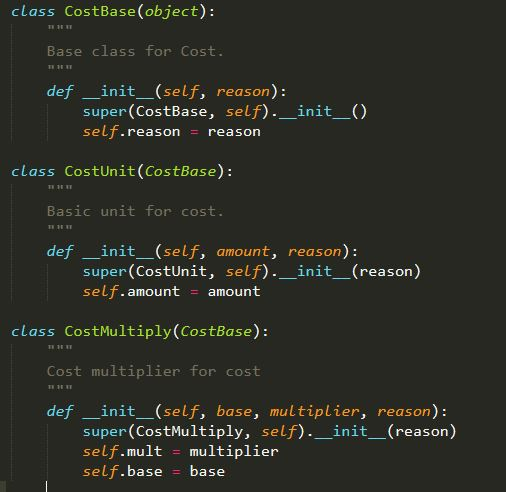 class CostBase(object):
    """
    Base class for Cost.
    """
    def __init__(self, reason):
        super(CostBase, self).__init__()
        self.reason = reason

class CostUnit(CostBase):
    """
    Basic unit for cost.
    """
    def __init__(self, amount, reason):
        super(CostUnit, self).__init__(reason)
        self.amount = amount

class CostMultiply(CostBase):
    """
    Cost multiplier for cost
    """
    def __init__(self, base, multiplier, reason):
        super(CostMultiply, self).__init__(reason)
        self.mult = multiplier
        self.base = base